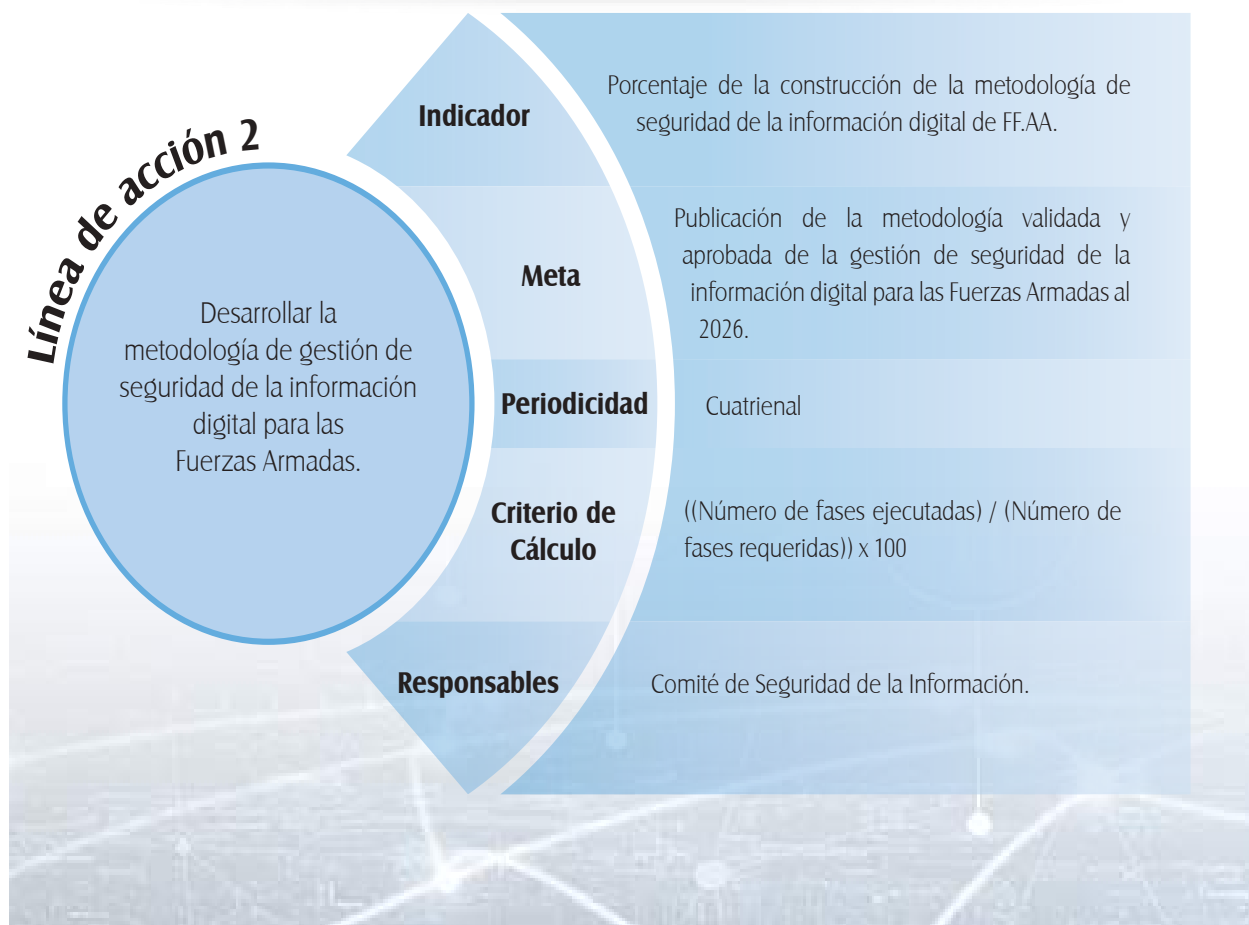 Línea de acción 2
Desarrollar la
metodología de gestión de
seguridad de la información
digital para las
Fuerzas Armadas.
Indicador
Porcentaje de la construcción de la metodología de
seguridad de la información digital de FF.AA.
Meta
Publicación de la metodología validada y
aprobada de la gestión de seguridad de la
información digital para las Fuerzas Armadas al
2026.
Periodicidad
Cuatrienal
Criterio de
Cálculo
((Número de fases ejecutadas) / (Número de
fases requeridas)) x 100
Responsables
Comité de Seguridad de la Información.